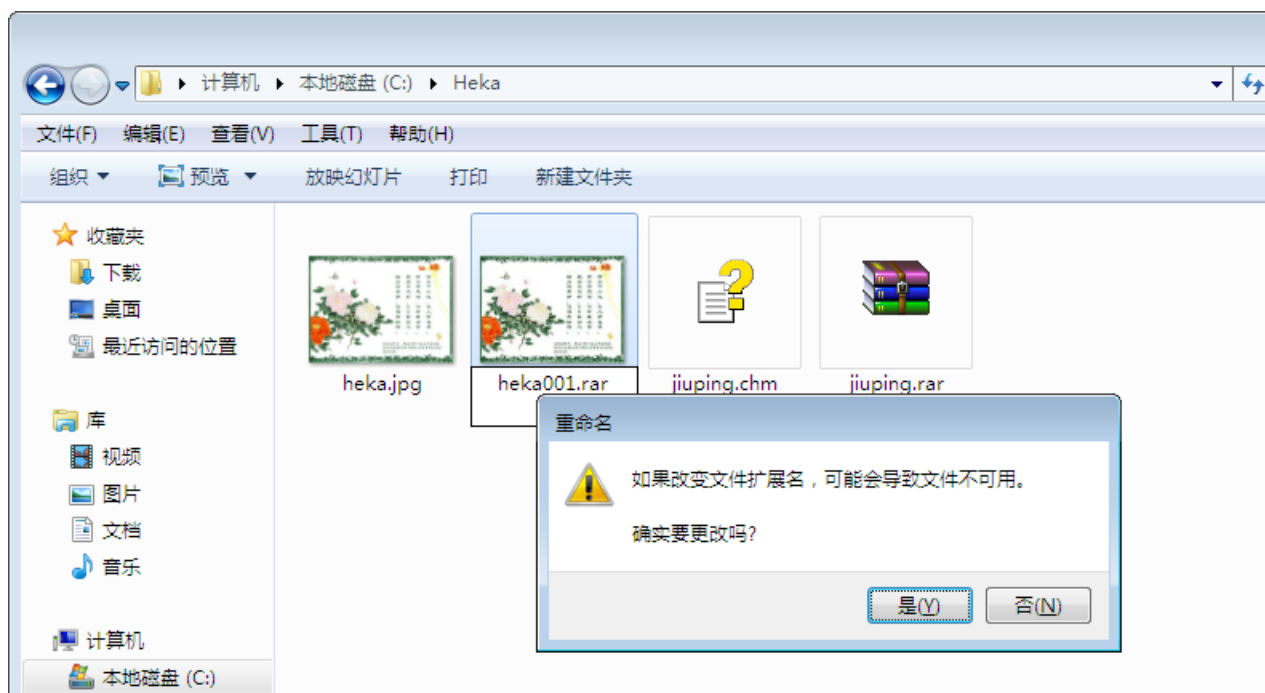 计算机 本地磁盘 (C:) Heka
文件(F) 编辑(E) 查看(V) 工具(T) 帮助(H)
组织 预览 放映幻灯片 打印 新建文件夹
收藏夹
下载
桌面
最近访问的位置
库
视频
图片
文档
音乐
计算机
本地磁盘 (C:)
heka.jpg heka001.rar jiuping.chm jiuping.rar
重命名
如果改变文件扩展名，可能会导致文件不可用。
确实要更改吗?
是(Y) 否(N)